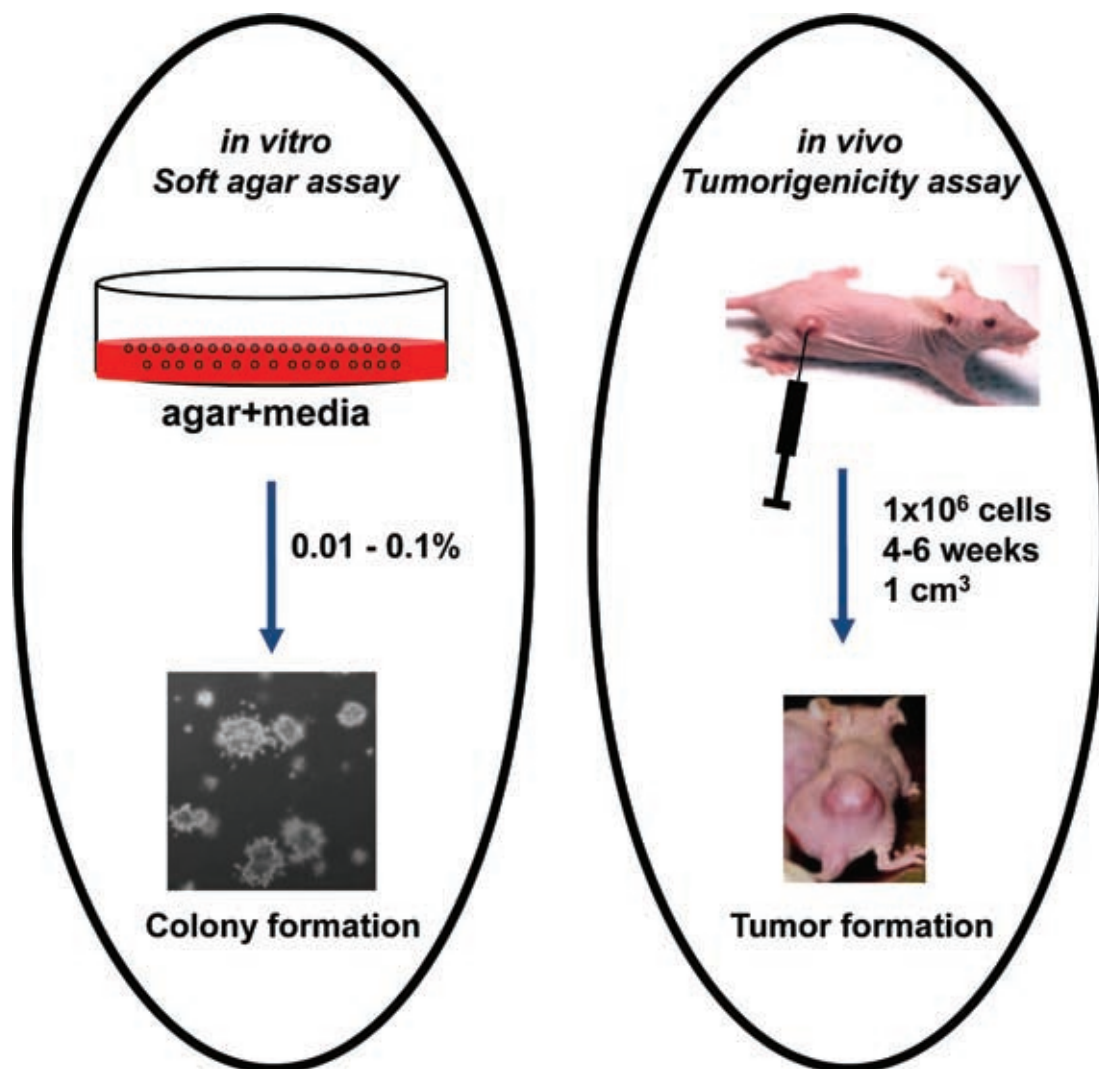 in vitro
Soft agar assay
agar+media
0.01 - 0.1%
Colony formation
in vivo
Tumorigenicity assay
1x10⁶ cells
4-6 weeks
1 cm³
Tumor formation